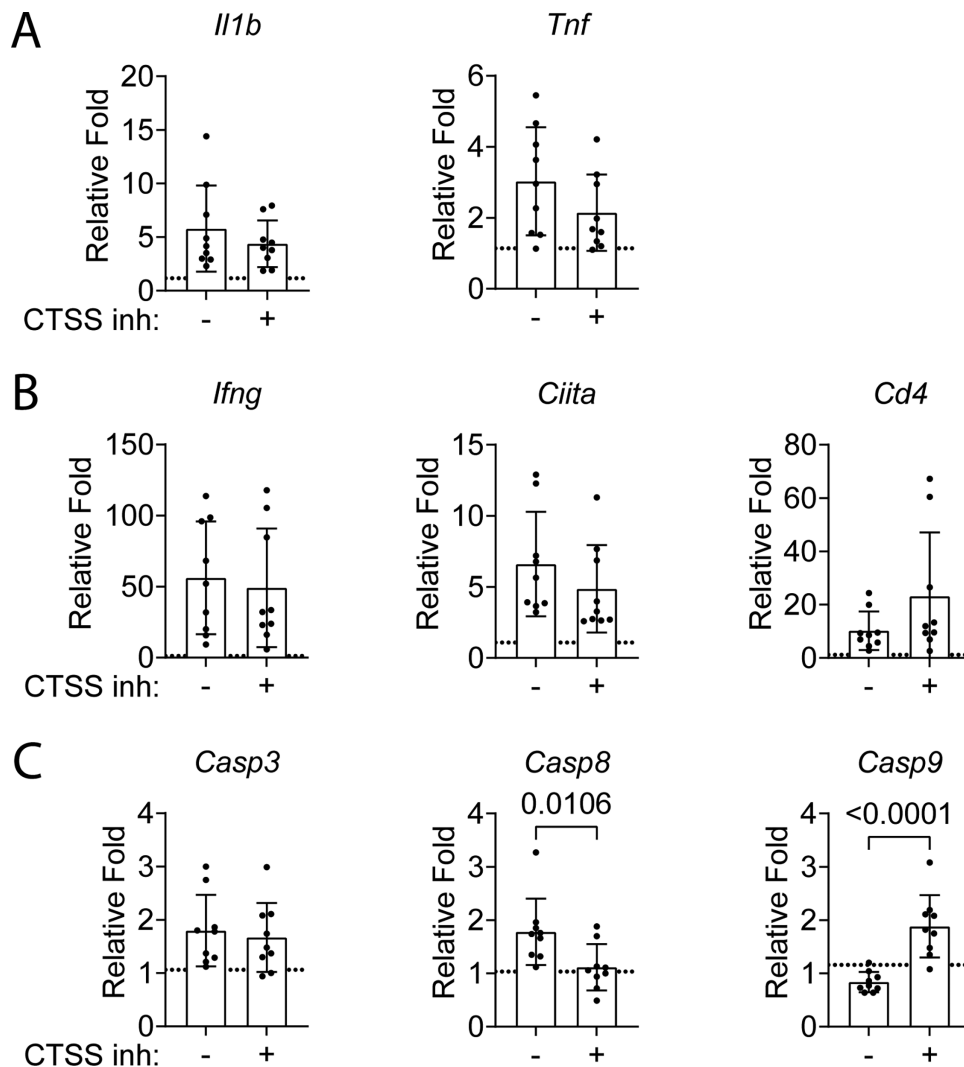 A
Il1b
Tnf
Relative Fold
20
15
10
5
0
Relative Fold
6
4
2
0
CTSS inh: - +
- +
B
Ifng
Ciita
Cd4
Relative Fold
150
100
50
0
Relative Fold
15
10
5
0
Relative Fold
80
60
40
20
0
CTSS inh: - +
- +
- +
C
Casp3
Casp8
Casp9
0.0106
<0.0001
Relative Fold
4
3
2
1
0
Relative Fold
4
3
2
1
0
Relative Fold
4
3
2
1
0
CTSS inh: - +
- +
- +